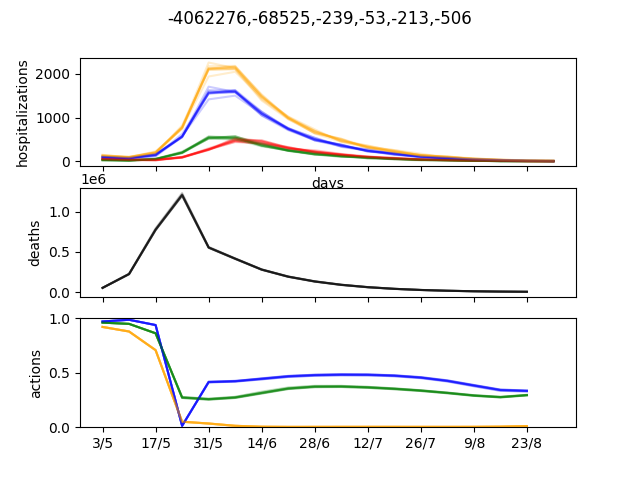 -4062276,-68525,-239,-53,-213,-506
hospitalizations
2000
1000
0
days
1e6
deaths
1.0
0.5
0.0
actions
1.0
0.5
0.0
3/5 17/5 31/5 14/6 28/6 12/7 26/7 9/8 23/8